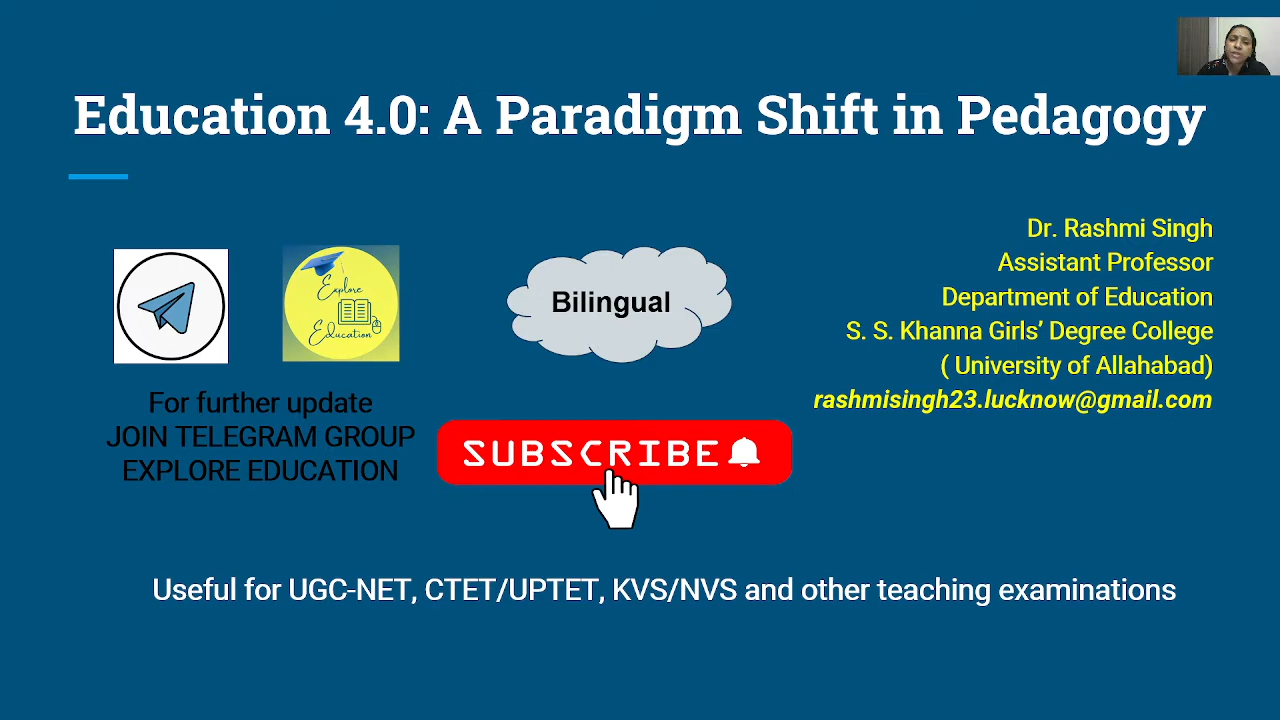 Education 4.0: A Paradigm Shift in Pedagogy
Dr. Rashmi Singh
Assistant Professor
Department of Education
S. S. Khanna Girls’ Degree College
( University of Allahabad)
rashmisingh23.lucknow@gmail.com
Explore
Education
Bilingual
For further update
JOIN TELEGRAM GROUP
EXPLORE EDUCATION
SUBSCRIBE
Useful for UGC-NET, CTET/UPTET, KVS/NVS and other teaching examinations